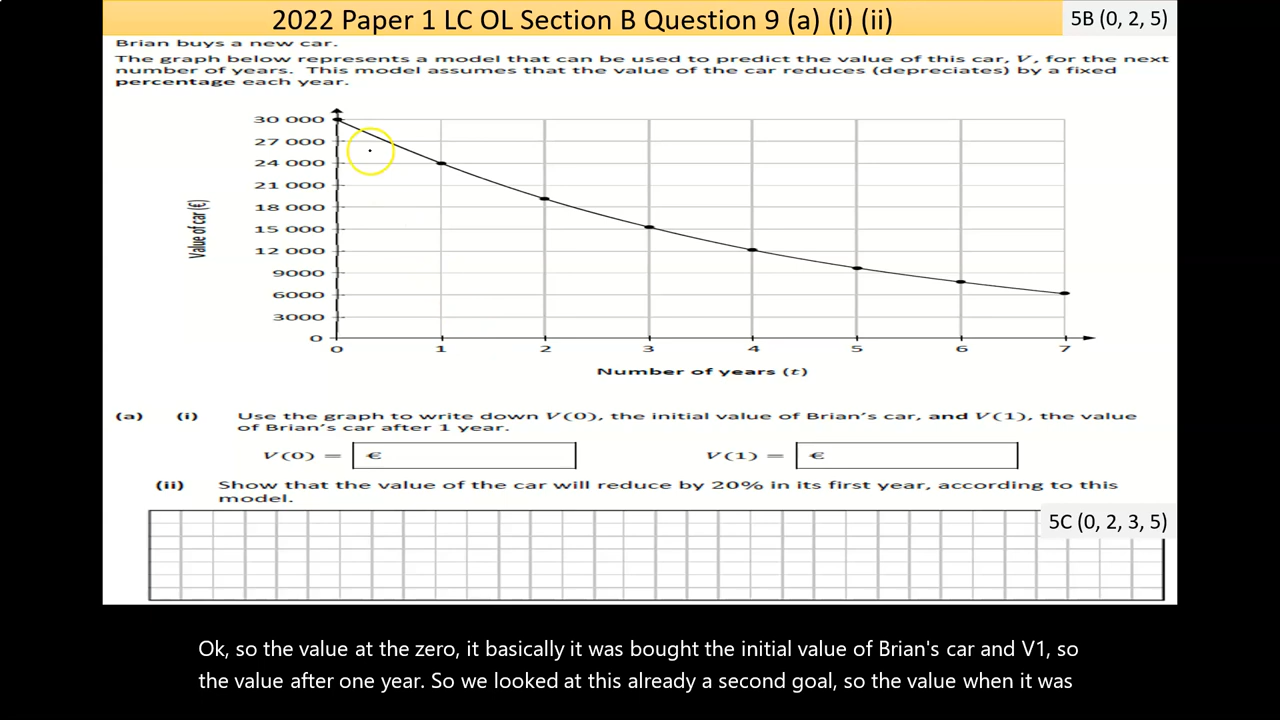 2022 Paper 1 LC OL Section B Question 9 (a) (i) (ii)
5B (0, 2, 5)
Brian buys a new car.
The graph below represents a model that can be used to predict the value of this car, V, for the next
number of years. This model assumes that the value of the car reduces (depreciates) by a fixed
percentage each year.
30 000
27 000
24 000
21 000
18 000
15 000
12 000
9000
6000
3000
0
Value of car (€)
0 1 2 3 4 5 6 7
Number of years (t)
(a) (i) Use the graph to write down V(0), the initial value of Brian's car, and V(1), the value
of Brian's car after 1 year.
V(0) = € V(1) = €
(ii) Show that the value of the car will reduce by 20% in its first year, according to this
model.
5C (0, 2, 3, 5)
Ok, so the value at the zero, it basically it was bought the initial value of Brian's car and V1, so
the value after one year. So we looked at this already a second goal, so the value when it was